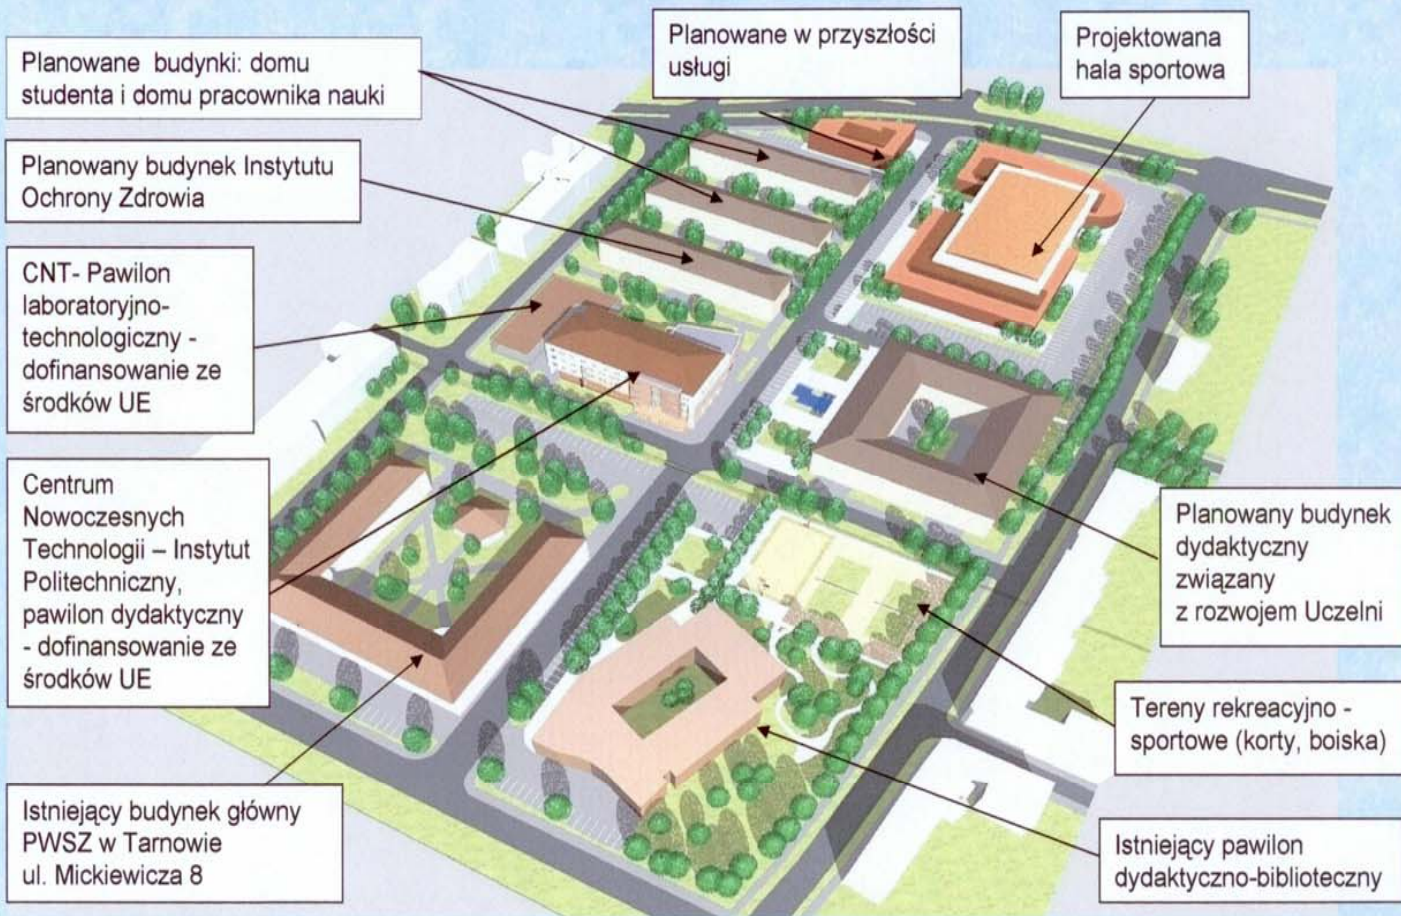 Planowane budynki: domu
studenta i domu pracownika nauki
Planowane w przyszłości
usługi
Projektowana
hala sportowa
Planowany budynek Instytutu
Ochrony Zdrowia
CNT- Pawilon
laboratoryjno-
technologiczny -
dofinansowanie ze
środków UE
Centrum
Nowoczesnych
Technologii – Instytut
Politechniczny,
pawilon dydaktyczny
- dofinansowanie ze
środków UE
Planowany budynek
dydaktyczny
związany
z rozwojem Uczelni
Tereny rekreacyjno -
sportowe (korty, boiska)
Istniejący budynek główny
PWSZ w Tarnowie
ul. Mickiewicza 8
Istniejący pawilon
dydaktyczno-biblioteczny